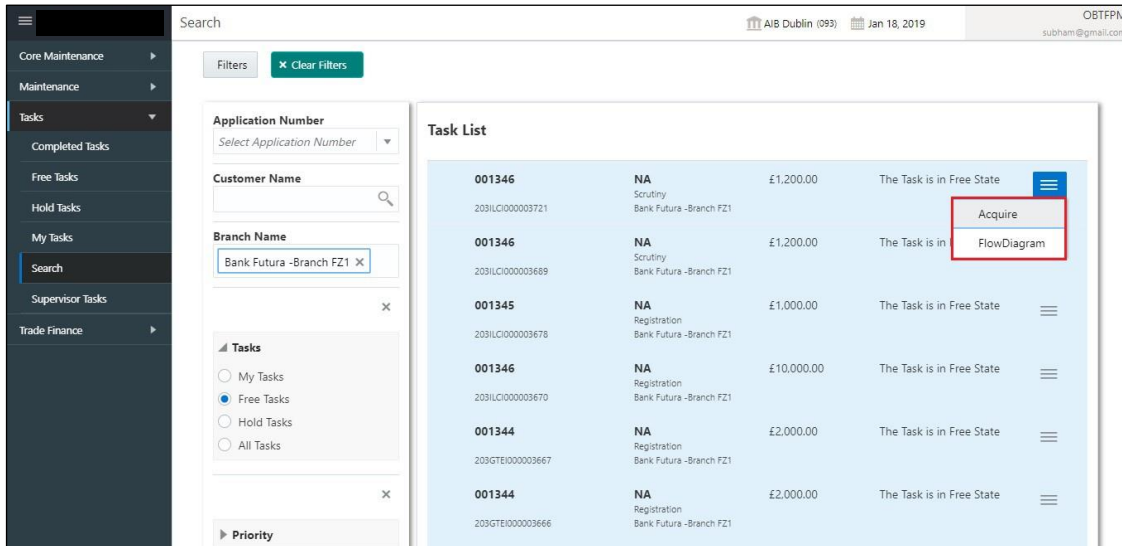 Search
AIB Dublin (093)
Jan 18, 2019
OBTFPM
subham@gmail.com
Core Maintenance
Maintenance
Tasks
Completed Tasks
Free Tasks
Hold Tasks
My Tasks
Search
Supervisor Tasks
Trade Finance
Filters
× Clear Filters
Application Number
Select Application Number
Customer Name
Branch Name
Bank Futura -Branch FZ1 ×
Tasks
My Tasks
Free Tasks
Hold Tasks
All Tasks
Priority
Task List
001346 NA £1,200.00 The Task is in Free State
Scrutiny
203ILCI000003721 Bank Futura -Branch FZ1
Acquire
FlowDiagram
001346 NA £1,200.00 The Task is in
Scrutiny
203ILCI000003689 Bank Futura -Branch FZ1
001345 NA £1,000.00 The Task is in Free State
Registration
203ILCI000003678 Bank Futura -Branch FZ1
001346 NA £10,000.00 The Task is in Free State
Registration
203ILCI000003670 Bank Futura -Branch FZ1
001344 NA £2,000.00 The Task is in Free State
Registration
203GTEI000003667 Bank Futura -Branch FZ1
001344 NA £2,000.00 The Task is in Free State
Registration
203GTEI000003666 Bank Futura -Branch FZ1